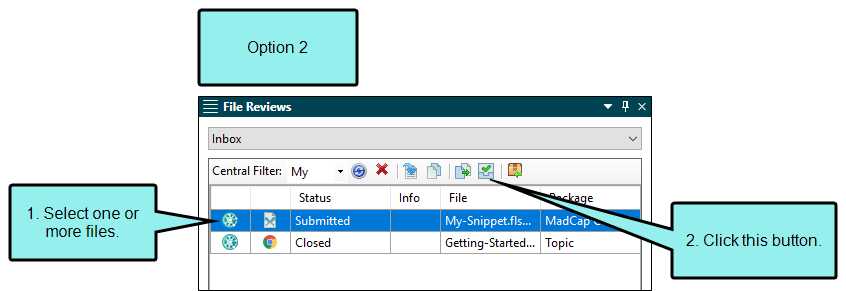 Option 2
File Reviews
Inbox
Central Filter: My
Status Info File Package
1. Select one or
more files.
Submitted My-Snippet.fls... MadCap C
Closed Getting-Started... Topic
2. Click this button.